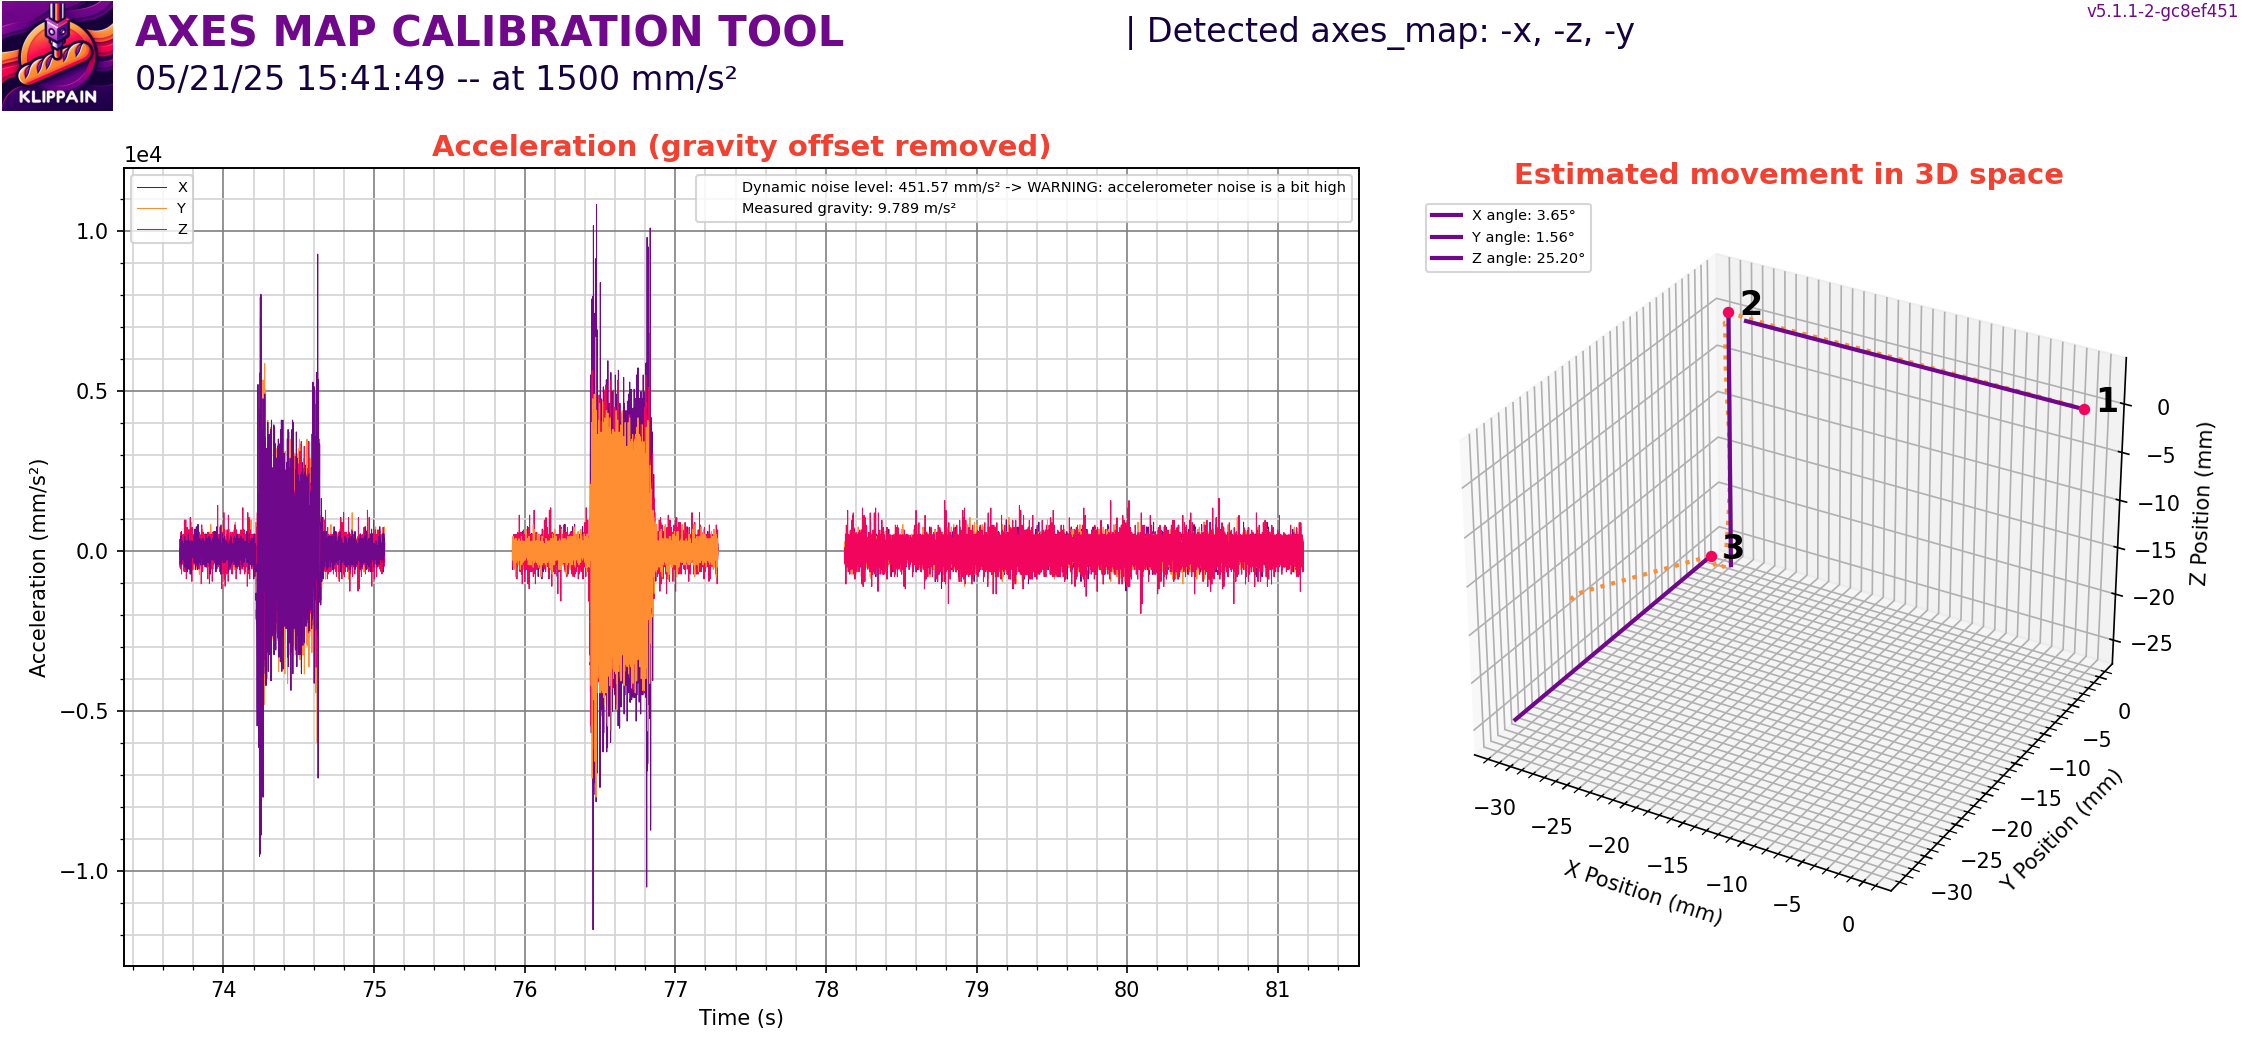 KLIPPAIN
AXES MAP CALIBRATION TOOL
| Detected axes_map: -x, -z, -y
v5.1.1-2-gc8ef451
05/21/25 15:41:49 -- at 1500 mm/s²
Acceleration (gravity offset removed)
1e4
X
Y
Z
Dynamic noise level: 451.57 mm/s² -> WARNING: accelerometer noise is a bit high
Measured gravity: 9.789 m/s²
Acceleration (mm/s²)
1.0
0.5
0.0
−0.5
−1.0
74 75 76 77 78 79 80 81
Time (s)
Estimated movement in 3D space
X angle: 3.65°
Y angle: 1.56°
Z angle: 25.20°
2
1
3
0
−5
−10
−15
−20
−25
Z Position (mm)
0
−5
−10
−15
−20
−25
−30
Y Position (mm)
−30
−25
−20
−15
−10
−5
0
X Position (mm)